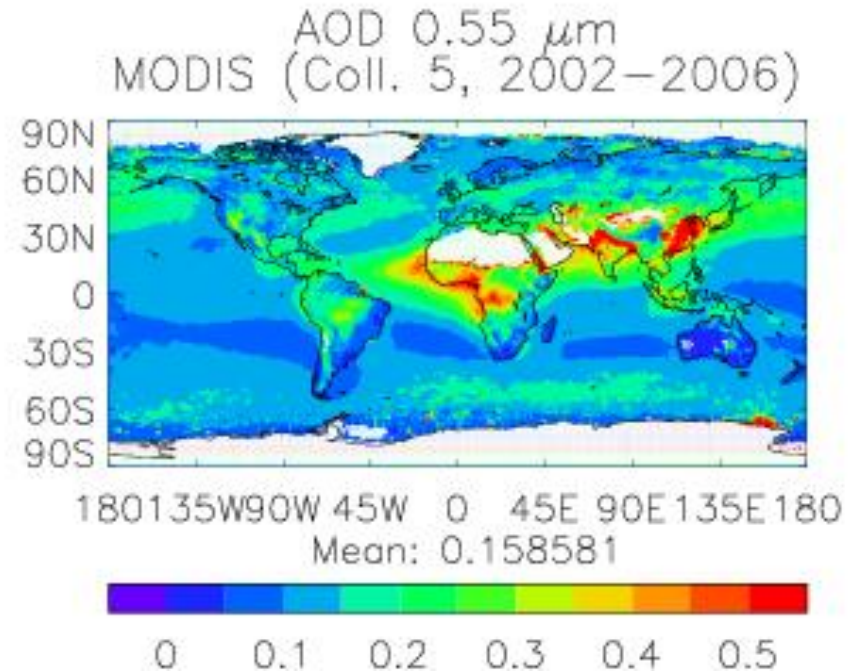 AOD 0.55 μm
MODIS (Coll. 5, 2002−2006)
90N
60N
30N
0
30S
60S
90S
180135W90W 45W 0 45E 90E135E180
Mean: 0.158581
0 0.1 0.2 0.3 0.4 0.5